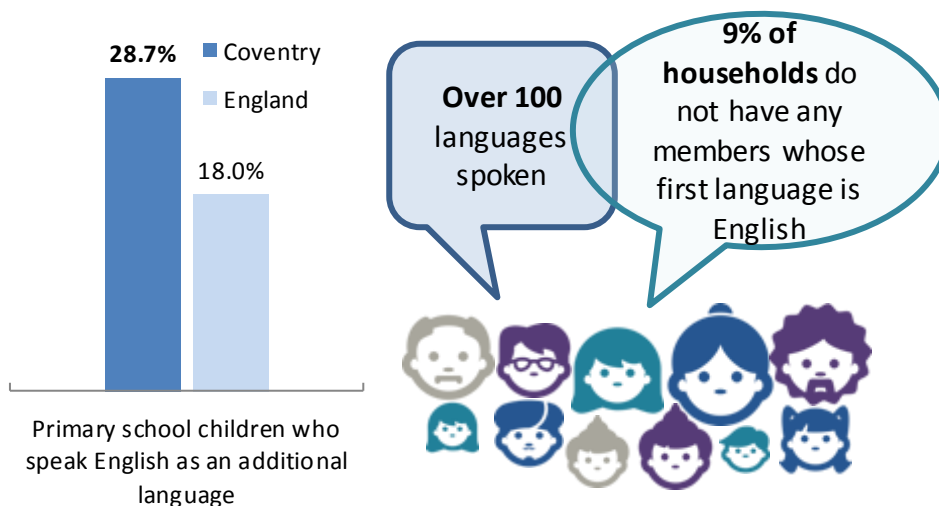 28.7%
Coventry
England
18.0%
Primary school children who
speak English as an additional
language
Over 100
languages
spoken
9% of
households do
not have any
members whose
first language is
English